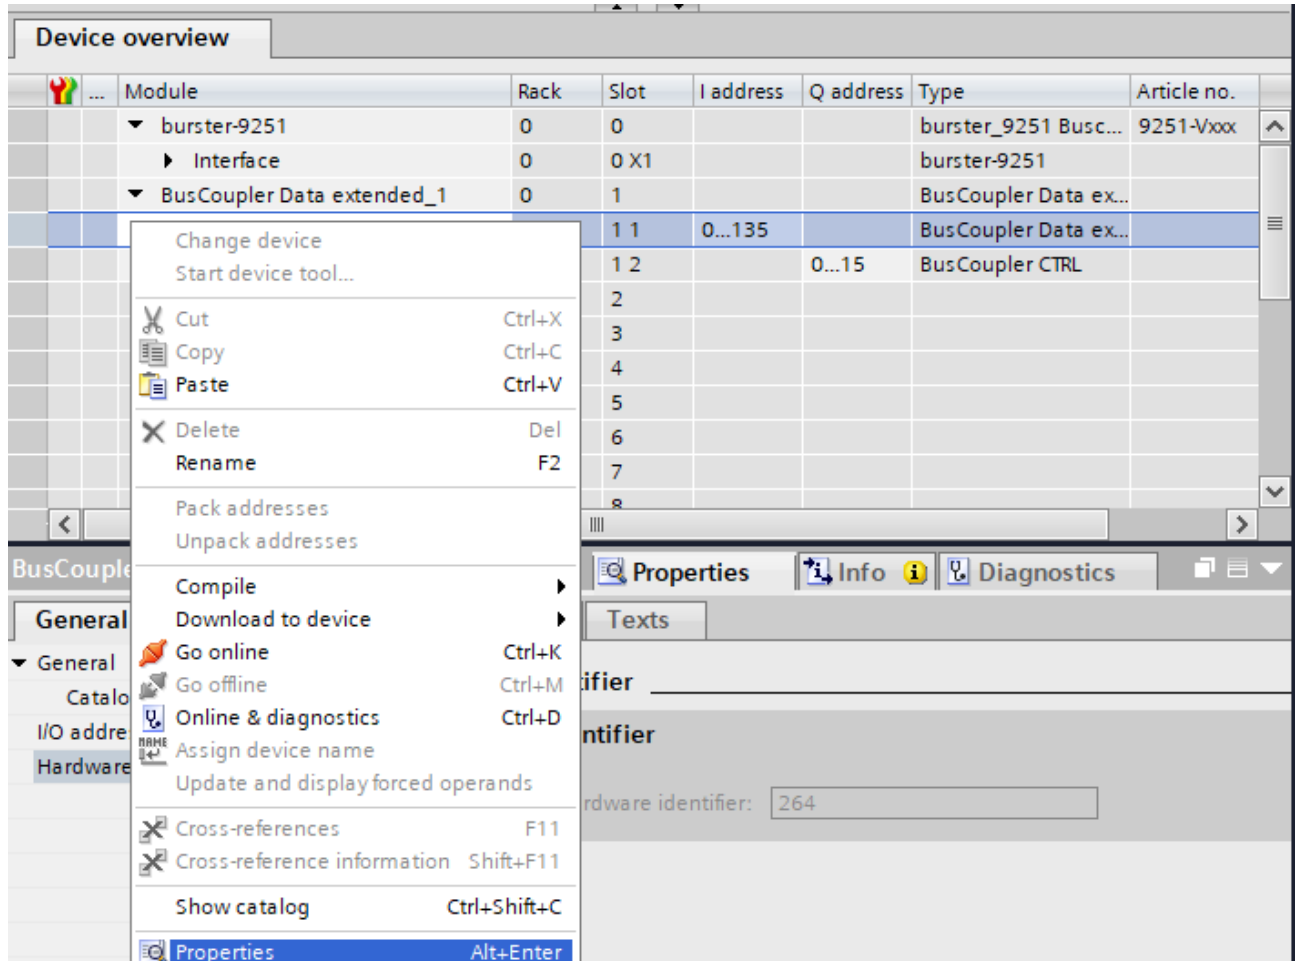 Device overview
... Module Rack Slot I address Q address Type Article no.
burster-9251 0 0 burster_9251 Busc... 9251-Vxxx
Interface 0 0 X1 burster-9251
BusCoupler Data extended_1 0 1 BusCoupler Data ex...
1 1 0...135 BusCoupler Data ex...
1 2 0...15 BusCoupler CTRL
2
3
4
5
6
7
8
Change device
Start device tool...
Cut Ctrl+X
Copy Ctrl+C
Paste Ctrl+V
Delete Del
Rename F2
Pack addresses
Unpack addresses
Compile
Download to device
Go online Ctrl+K
Go offline Ctrl+M
Online & diagnostics Ctrl+D
Assign device name
Update and display forced operands
Cross-references F11
Cross-reference information Shift+F11
Show catalog Ctrl+Shift+C
Properties Alt+Enter
BusCouple
Properties Info Diagnostics
General Texts
General
Catalo
I/O addre
Hardware
tifier
ntifier
rdware identifier: 264